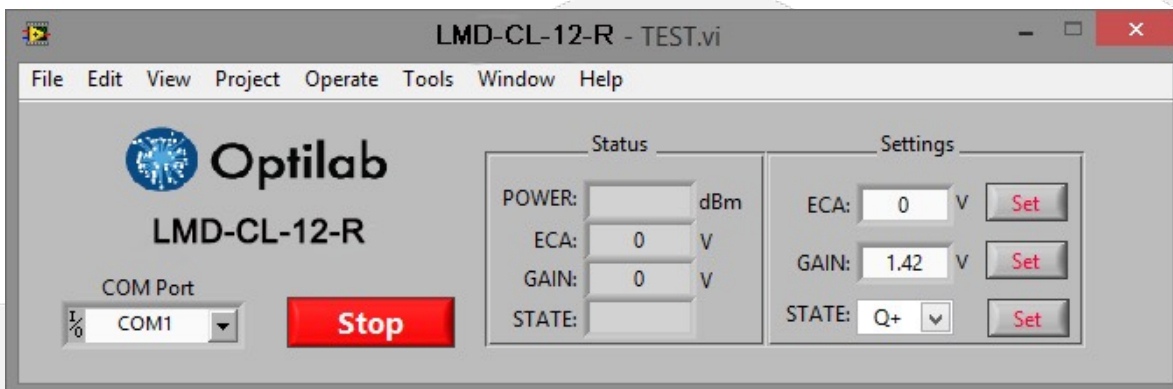 LMD-CL-12-R - TEST.vi
File Edit View Project Operate Tools Window Help
Optilab
LMD-CL-12-R
COM Port
I/O COM1
Stop
Status
POWER: dBm
ECA: 0 V
GAIN: 0 V
STATE:
Settings
ECA: 0 V Set
GAIN: 1.42 V Set
STATE: Q+ Set